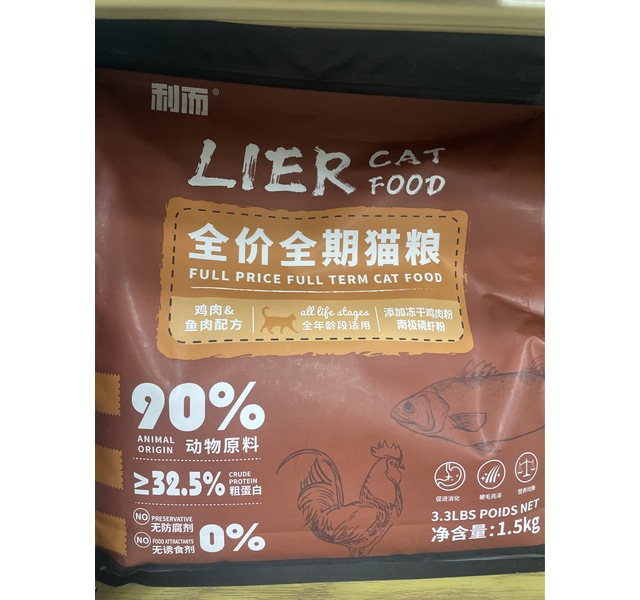 利而®
LIER CAT FOOD
全价全期猫粮
FULL PRICE FULL TERM CAT FOOD
鸡肉&
鱼肉配方
all life stages
全年龄段适用
添加冻干鸡肉粉
南极磷虾粉
90%
ANIMAL
ORIGIN
动物原料
≥32.5%
CRUDE
PROTEIN
粗蛋白
NO PRESERVATIVE
无防腐剂
NO FOOD ATTRACTANTS
无诱食剂
0%
促进消化
被毛亮泽
营养均衡
3.3LBS POIDS NET
净含量:1.5kg